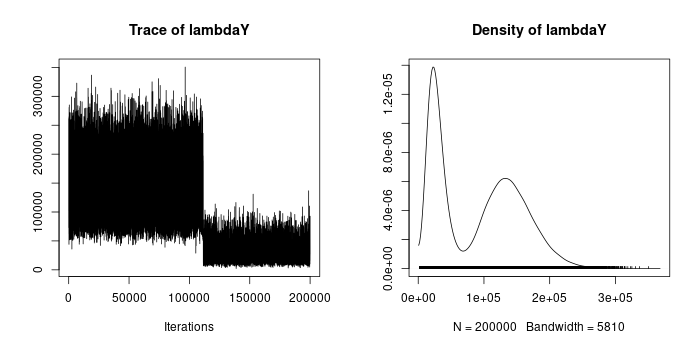 Trace of lambdaY
300000
200000
100000
0
0
50000
100000
150000
200000
Iterations
Density of lambdaY
1.2e-05
8.0e-06
4.0e-06
0.0e+00
0e+00
1e+05
2e+05
3e+05
N = 200000 Bandwidth = 5810